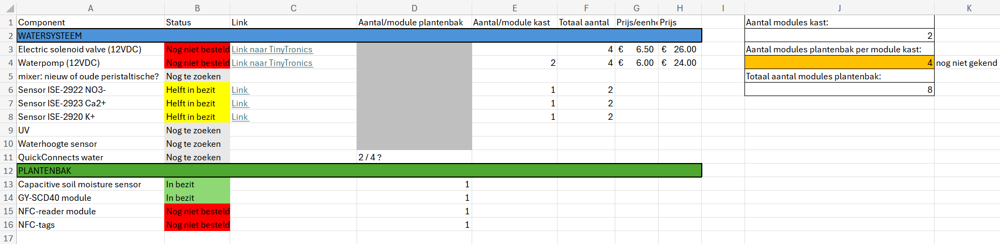 A B C D E F G H I J K
1 Component Status Link Aantal/module plantenbak Aantal/module kast Totaal aantal Prijs/eenhe Prijs Aantal modules kast:
2 WATERSYSTEEM 2
3 Electric solenoid valve (12VDC) Nog niet besteld Link naar TinyTronics 4 € 6.50 € 26.00 Aantal modules plantenbak per module kast:
4 Waterpomp (12VDC) Nog niet besteld Link naar TinyTronics 2 4 € 6.00 € 24.00 4 nog niet gekend
5 mixer: nieuw of oude peristaltische? Nog te zoeken Totaal aantal modules plantenbak:
6 Sensor ISE-2922 NO3- Helft in bezit Link 1 2 8
7 Sensor ISE-2923 Ca2+ Helft in bezit Link 1 2
8 Sensor ISE-2920 K+ Helft in bezit Link 1 2
9 UV Nog te zoeken
10 Waterhoogte sensor Nog te zoeken
11 QuickConnects water Nog te zoeken 2 / 4 ?
12 PLANTENBAK
13 Capacitive soil moisture sensor In bezit 1
14 GY-SCD40 module In bezit 1
15 NFC-reader module Nog niet besteld 1
16 NFC-tags Nog niet besteld 1
17